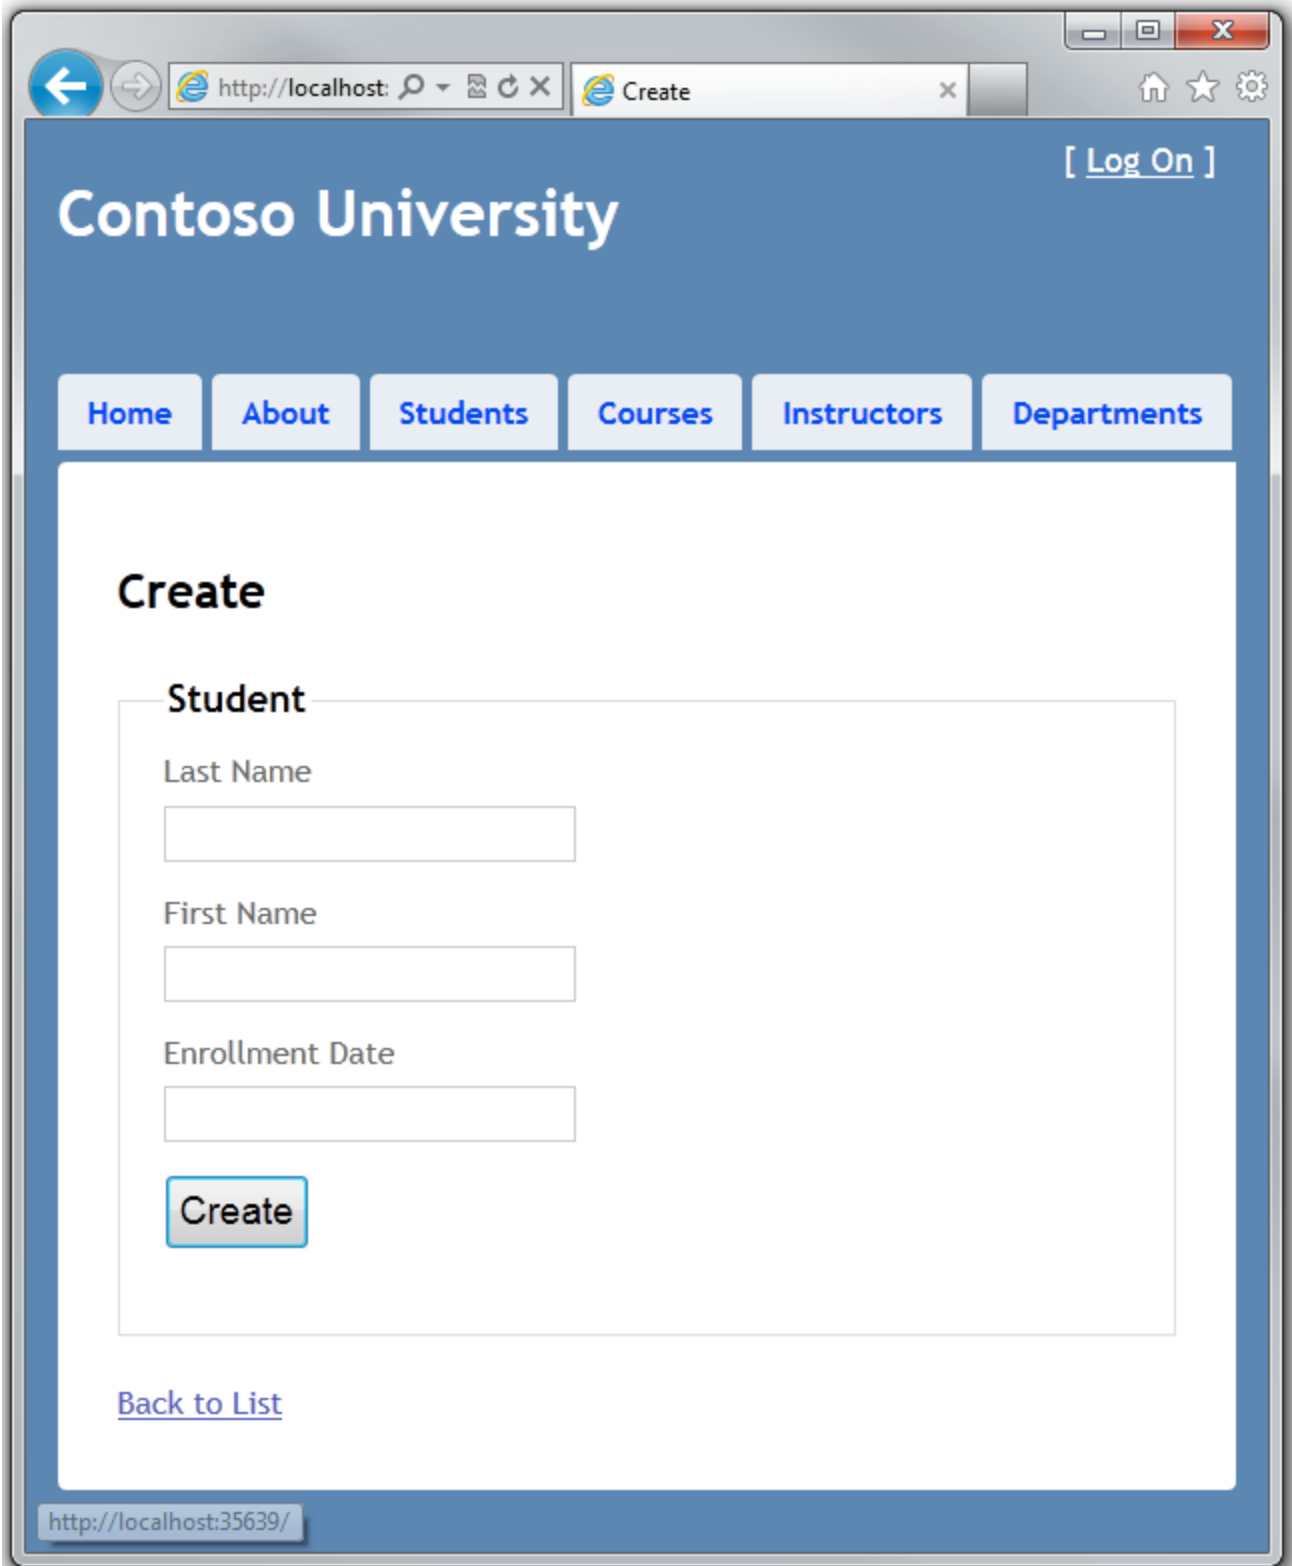 http://localhost:
Create
[ Log On ]
Contoso University
Home About Students Courses Instructors Departments
Create
Student
Last Name
First Name
Enrollment Date
Create
Back to List
http://localhost:35639/